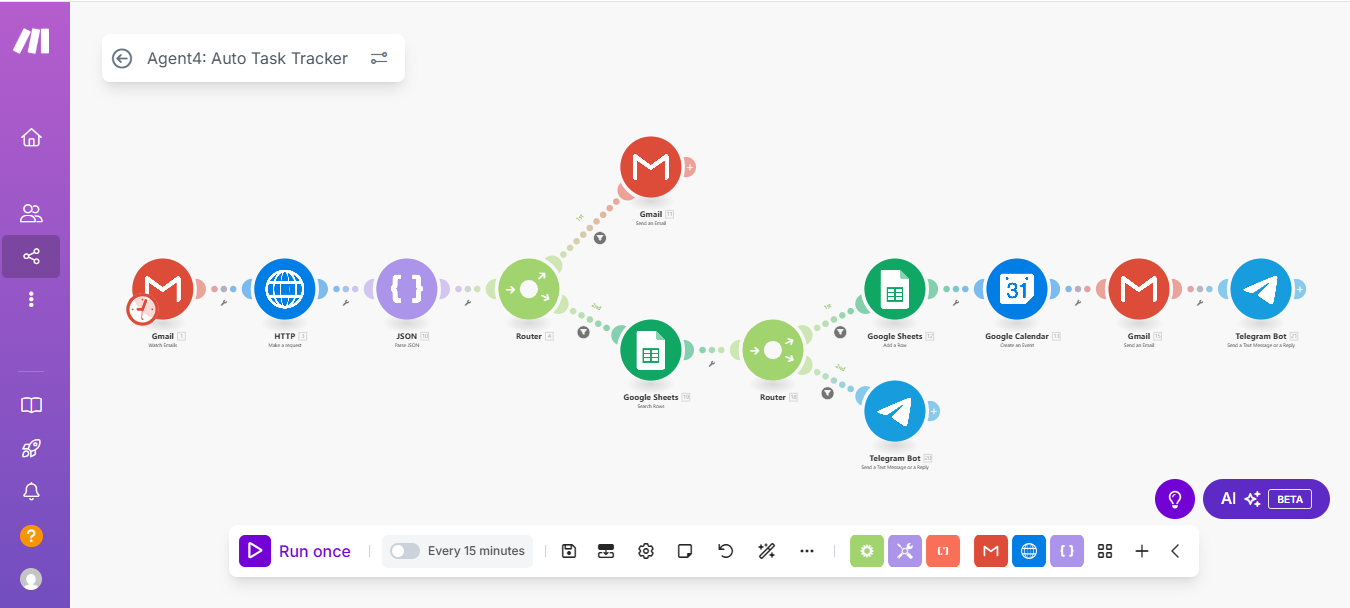 Agent4: Auto Task Tracker
Gmail 11
Send an Email
1st
Gmail 1
Watch Emails
HTTP 3
Make a request
JSON 10
Parse JSON
Router 4
2nd
Google Sheets 19
Search Rows
Router 18
1st
2nd
Google Sheets 12
Add a Row
31
Google Calendar 13
Create an Event
Gmail 15
Send an Email
Telegram Bot 21
Send a Text Message or a Reply
Telegram Bot 20
Send a Text Message or a Reply
AI BETA
Run once
Every 15 minutes